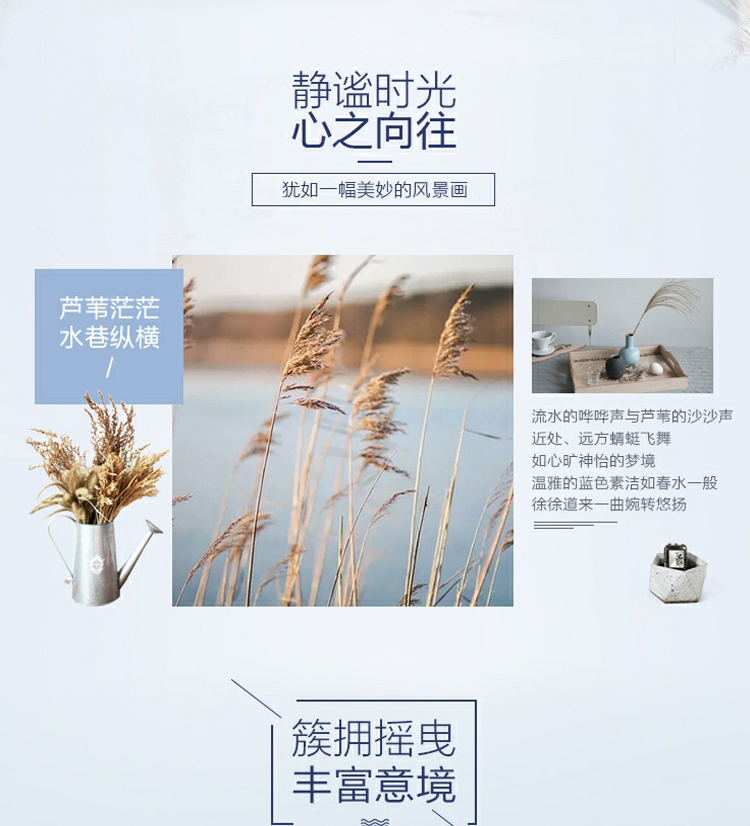 静谧时光
心之向往
犹如一幅美妙的风景画
芦苇茫茫
水巷纵横
/
流水的哗哗声与芦苇的沙沙声
近处、远方蜻蜓飞舞
如心旷神怡的梦境
温雅的蓝色素洁如春水一般
徐徐道来一曲婉转悠扬
簇拥摇曳
丰富意境